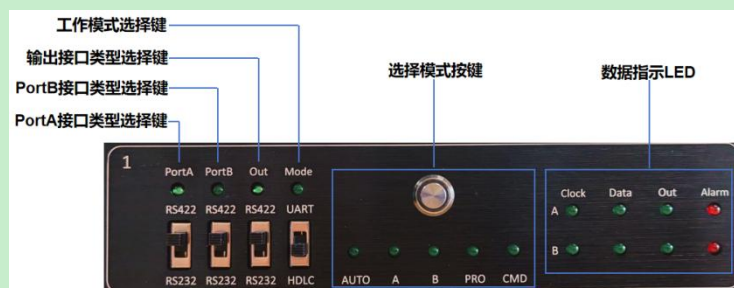 工作模式选择键
输出接口类型选择键
PortB接口类型选择键
PortA接口类型选择键
选择模式按键
数据指示LED
1
PortA PortB Out Mode
RS422 RS422 RS422 UART
RS232 RS232 RS232 HDLC
AUTO A B PRO CMD
Clock Data Out Alarm
A
B